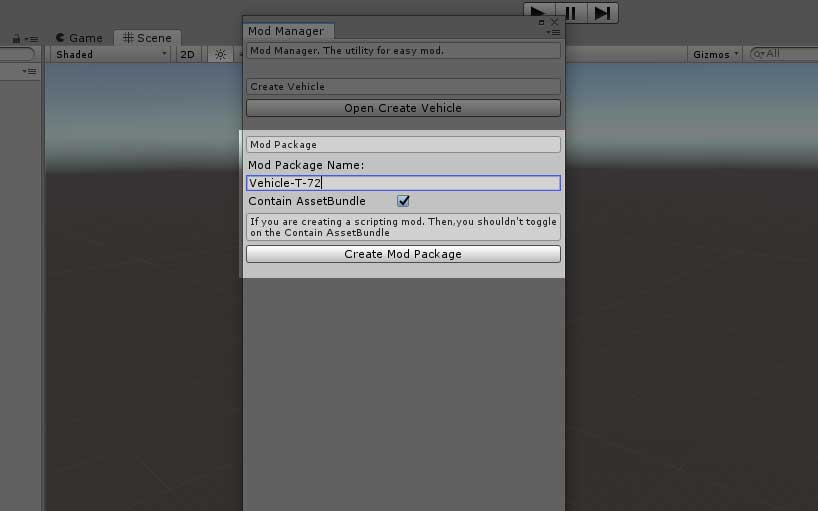 Mod Manager
Game
Scene
Mod Manager. The utility for easy mod.
Shaded
2D
Gizmos
All
Create Vehicle
Open Create Vehicle
Mod Package
Mod Package Name:
Vehicle-T-72
Contain AssetBundle
If you are creating a scripting mod. Then,you shouldn't toggle
on the Contain AssetBundle
Create Mod Package